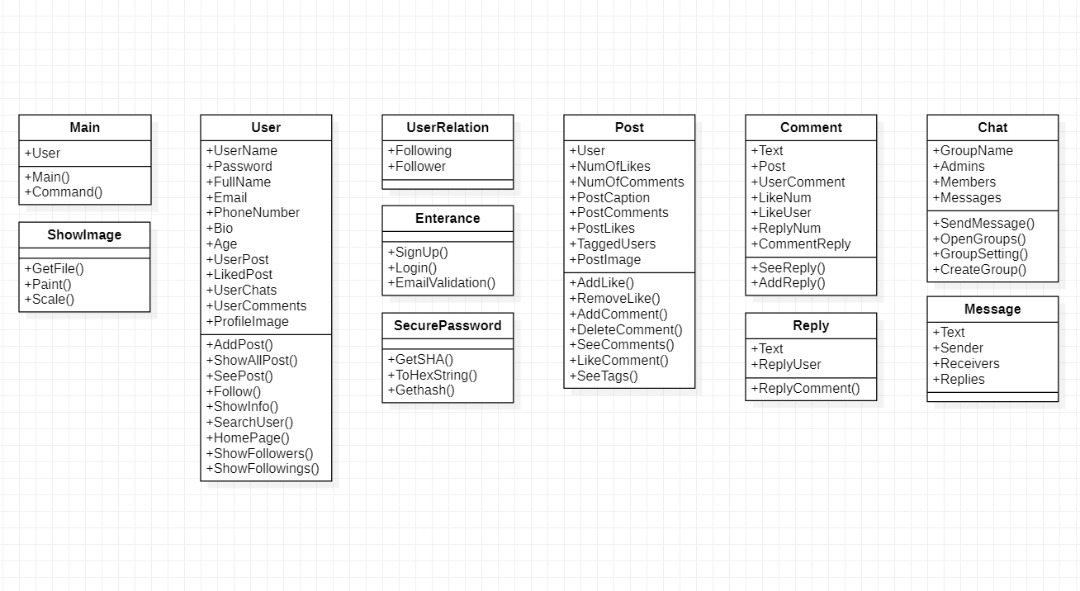 Main
+User
+Main()
+Command()
ShowImage
+GetFile()
+Paint()
+Scale()
User
+UserName
+Password
+FullName
+Email
+PhoneNumber
+Bio
+Age
+UserPost
+LikedPost
+UserChats
+UserComments
+ProfileImage
+AddPost()
+ShowAllPost()
+SeePost()
+Follow()
+ShowInfo()
+SearchUser()
+HomePage()
+ShowFollowers()
+ShowFollowings()
UserRelation
+Following
+Follower
Enterance
+SignUp()
+Login()
+EmailValidation()
SecurePassword
+GetSHA()
+ToHexString()
+Gethash()
Post
+User
+NumOfLikes
+NumOfComments
+PostCaption
+PostComments
+PostLikes
+TaggedUsers
+PostImage
+AddLike()
+RemoveLike()
+AddComment()
+DeleteComment()
+SeeComments()
+LikeComment()
+SeeTags()
Comment
+Text
+Post
+UserComment
+LikeNum
+LikeUser
+ReplyNum
+CommentReply
+SeeReply()
+AddReply()
Reply
+Text
+ReplyUser
+ReplyComment()
Chat
+GroupName
+Admins
+Members
+Messages
+SendMessage()
+OpenGroups()
+GroupSetting()
+CreateGroup()
Message
+Text
+Sender
+Receivers
+Replies